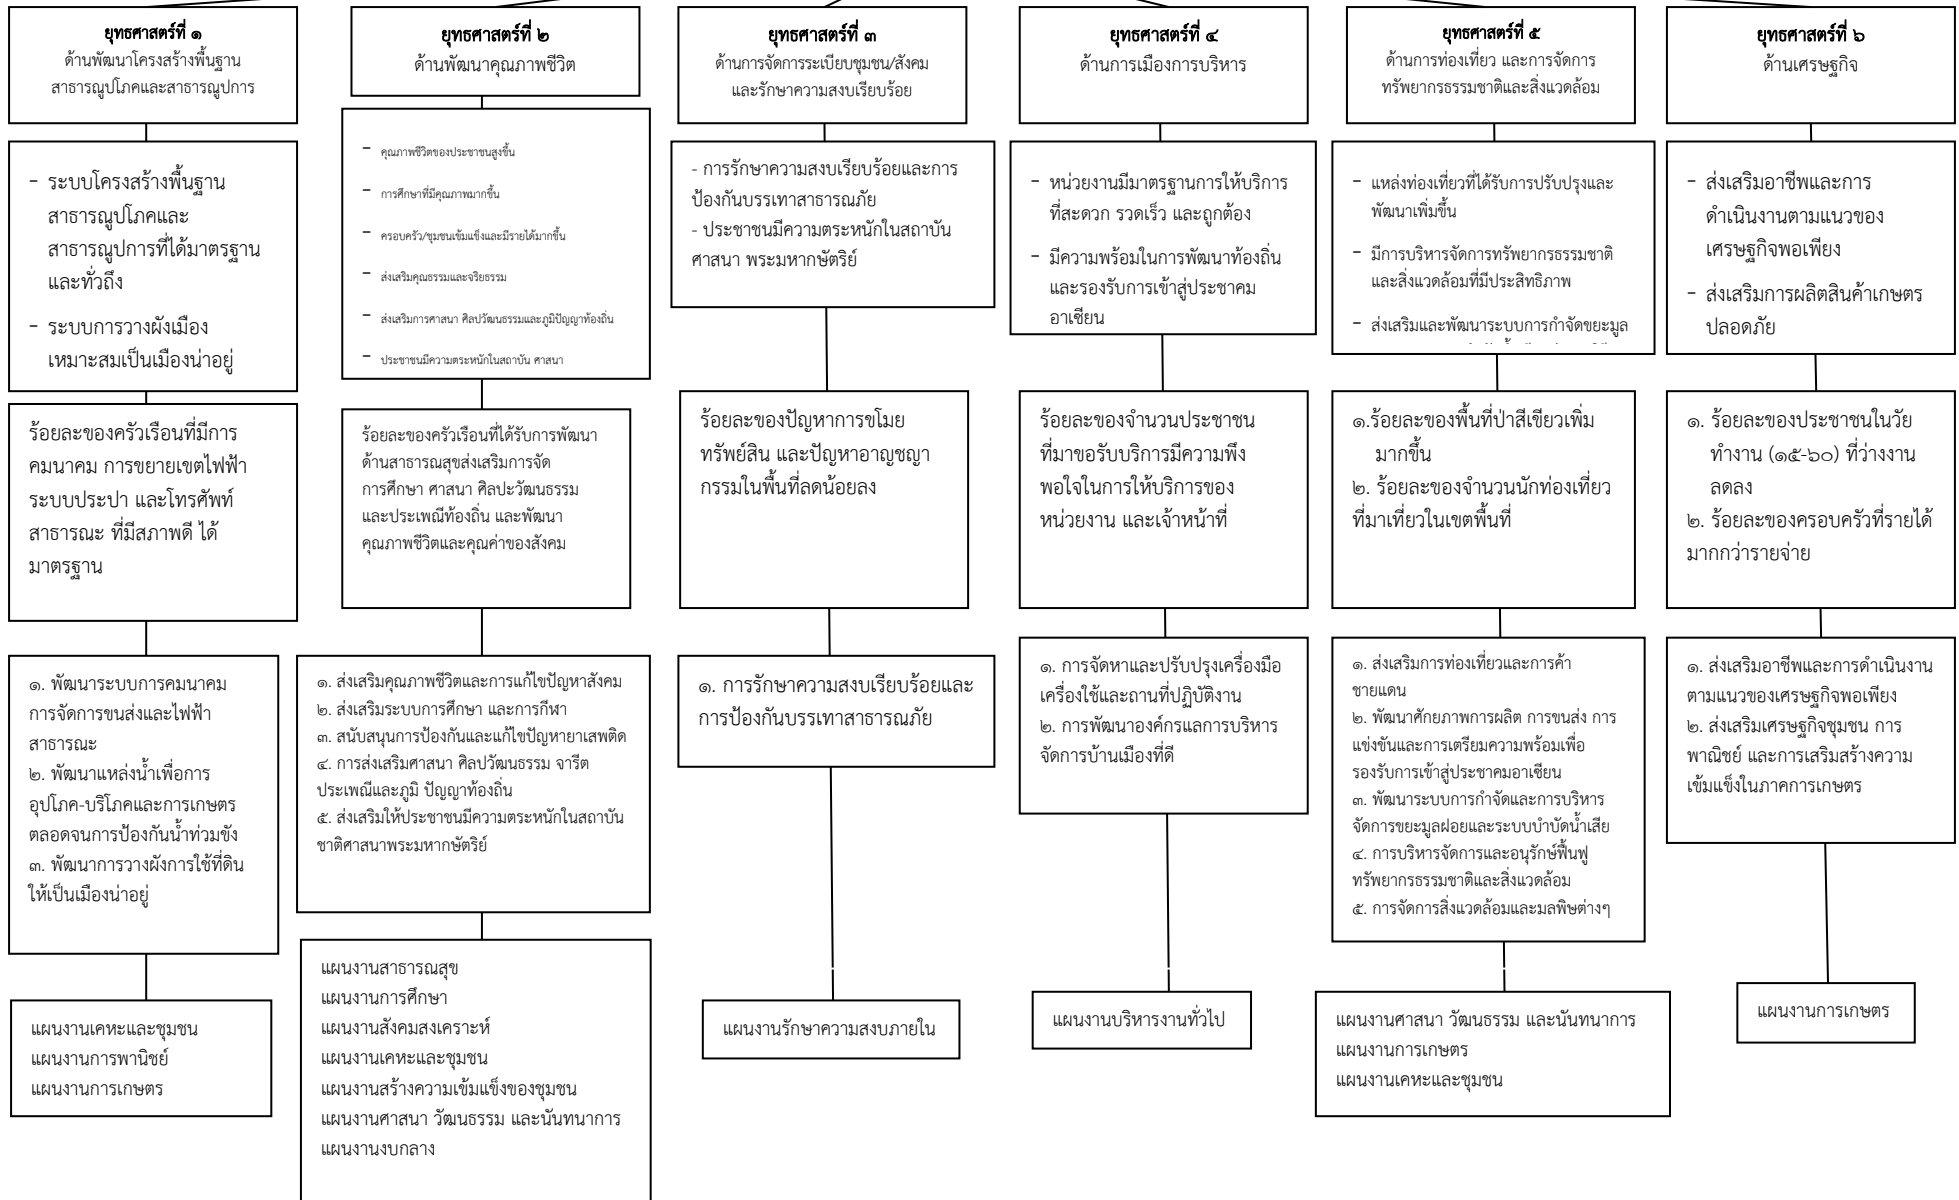 ยุทธศาสตร์ที่ ๑
ด้านพัฒนาโครงสร้างพื้นฐาน
สาธารณูปโภคและสาธารณูปการ
- ระบบโครงสร้างพื้นฐาน
สาธารณูปโภคและ
สาธารณูปการที่ได้มาตรฐาน
และทั่วถึง
- ระบบการวางผังเมือง
เหมาะสมเป็นเมืองน่าอยู่
ร้อยละของครัวเรือนที่มีการ
คมนาคม การขยายเขตไฟฟ้า
ระบบประปา และโทรศัพท์
สาธารณะ ที่มีสภาพดี ได้
มาตรฐาน
๑. พัฒนาระบบการคมนาคม
การจัดการขนส่งและไฟฟ้า
สาธารณะ
๒. พัฒนาแหล่งน้ำเพื่อการ
อุปโภค-บริโภคและการเกษตร
ตลอดจนการป้องกันน้ำท่วมขัง
๓. พัฒนาการวางผังการใช้ที่ดิน
ให้เป็นเมืองน่าอยู่
แผนงานเคหะและชุมชน
แผนงานการพานิชย์
แผนงานการเกษตร
ยุทธศาสตร์ที่ ๒
ด้านพัฒนาคุณภาพชีวิต
- คุณภาพชีวิตของประชาชนสูงขึ้น
- การศึกษาที่มีคุณภาพมากขึ้น
- ครอบครัว/ชุมชนเข้มแข็งและมีรายได้มากขึ้น
- ส่งเสริมคุณธรรมและจริยธรรม
- ส่งเสริมการศาสนา ศิลปวัฒนธรรมและภูมิปัญญาท้องถิ่น
- ประชาชนมีความตระหนักในสถาบัน ศาสนา
ร้อยละของครัวเรือนที่ได้รับการพัฒนา
ด้านสาธารณสุขส่งเสริมการจัด
การศึกษา ศาสนา ศิลปะวัฒนธรรม
และประเพณีท้องถิ่น และพัฒนา
คุณภาพชีวิตและคุณค่าของสังคม
๑. ส่งเสริมคุณภาพชีวิตและการแก้ไขปัญหาสังคม
๒. ส่งเสริมระบบการศึกษา และการกีฬา
๓. สนับสนุนการป้องกันและแก้ไขปัญหายาเสพติด
๔. การส่งเสริมศาสนา ศิลปวัฒนธรรม จารีต
ประเพณีและภูมิ ปัญญาท้องถิ่น
๕. ส่งเสริมให้ประชาชนมีความตระหนักในสถาบัน
ชาติศาสนาพระมหากษัตริย์
แผนงานสาธารณสุข
แผนงานการศึกษา
แผนงานสังคมสงเคราะห์
แผนงานเคหะและชุมชน
แผนงานสร้างความเข้มแข็งของชุมชน
แผนงานศาสนา วัฒนธรรม และนันทนาการ
แผนงานงบกลาง
ยุทธศาสตร์ที่ ๓
ด้านการจัดการระเบียบชุมชน/สังคม
และรักษาความสงบเรียบร้อย
- การรักษาความสงบเรียบร้อยและการ
ป้องกันบรรเทาสาธารณภัย
- ประชาชนมีความตระหนักในสถาบัน
ศาสนา พระมหากษัตริย์
ร้อยละของปัญหาการขโมย
ทรัพย์สิน และปัญหาอาญชญา
กรรมในพื้นที่ลดน้อยลง
๑. การรักษาความสงบเรียบร้อยและ
การป้องกันบรรเทาสาธารณภัย
แผนงานรักษาความสงบภายใน
ยุทธศาสตร์ที่ ๔
ด้านการเมืองการบริหาร
- หน่วยงานมีมาตรฐานการให้บริการ
ที่สะดวก รวดเร็ว และถูกต้อง
- มีความพร้อมในการพัฒนาท้องถิ่น
และรองรับการเข้าสู่ประชาคม
อาเซียน
ร้อยละของจำนวนประชาชน
ที่มาขอรับบริการมีความพึง
พอใจในการให้บริการของ
หน่วยงาน และเจ้าหน้าที่
๑. การจัดหาและปรับปรุงเครื่องมือ
เครื่องใช้และถานที่ปฏิบัติงาน
๒. การพัฒนาองค์กรแลการบริหาร
จัดการบ้านเมืองที่ดี
แผนงานบริหารงานทั่วไป
ยุทธศาสตร์ที่ ๕
ด้านการท่องเที่ยว และการจัดการ
ทรัพยากรธรรมชาติและสิ่งแวดล้อม
- แหล่งท่องเที่ยวที่ได้รับการปรับปรุงและ
พัฒนาเพิ่มขึ้น
- มีการบริหารจัดการทรัพยากรธรรมชาติ
และสิ่งแวดล้อมที่มีประสิทธิภาพ
- ส่งเสริมและพัฒนาระบบการกำจัดขยะมูล
๑.ร้อยละของพื้นที่ป่าสีเขียวเพิ่ม
มากขึ้น
๒. ร้อยละของจำนวนนักท่องเที่ยว
ที่มาเที่ยวในเขตพื้นที่
๑. ส่งเสริมการท่องเที่ยวและการค้า
ชายแดน
๒. พัฒนาศักยภาพการผลิต การขนส่ง การ
แข่งขันและการเตรียมความพร้อมเพื่อ
รองรับการเข้าสู่ประชาคมอาเซียน
๓. พัฒนาระบบการกำจัดและการบริหาร
จัดการขยะมูลฝอยและระบบบำบัดน้ำเสีย
๔. การบริหารจัดการและอนุรักษ์ฟื้นฟู
ทรัพยากรธรรมชาติและสิ่งแวดล้อม
๕. การจัดการสิ่งแวดล้อมและมลพิษต่างๆ
แผนงานศาสนา วัฒนธรรม และนันทนาการ
แผนงานการเกษตร
แผนงานเคหะและชุมชน
ยุทธศาสตร์ที่ ๖
ด้านเศรษฐกิจ
- ส่งเสริมอาชีพและการ
ดำเนินงานตามแนวของ
เศรษฐกิจพอเพียง
- ส่งเสริมการผลิตสินค้าเกษตร
ปลอดภัย
๑. ร้อยละของประชาชนในวัย
ทำงาน (๑๕-๖๐) ที่ว่างงาน
ลดลง
๒. ร้อยละของครอบครัวที่รายได้
มากกว่ารายจ่าย
๑. ส่งเสริมอาชีพและการดำเนินงาน
ตามแนวของเศรษฐกิจพอเพียง
๒. ส่งเสริมเศรษฐกิจชุมชน การ
พาณิชย์ และการเสริมสร้างความ
เข้มแข็งในภาคการเกษตร
แผนงานการเกษตร